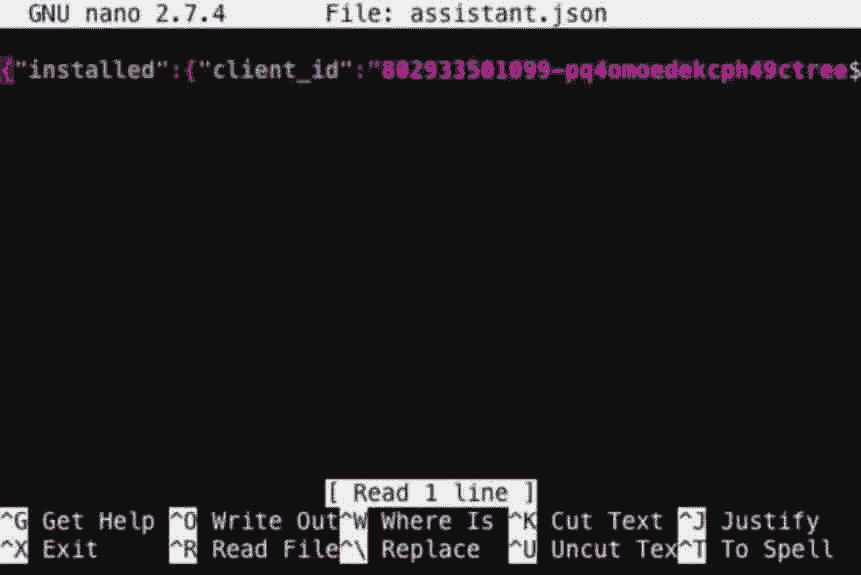 GNU nano 2.7.4 File: assistant.json
{"installed":{"client_id":"802933501099-pq4omoedekcph49ctree$
[ Read 1 line ]
^G Get Help ^O Write Out^W Where Is ^K Cut Text ^J Justify
^X Exit ^R Read File^\ Replace ^U Uncut Tex^T To Spell